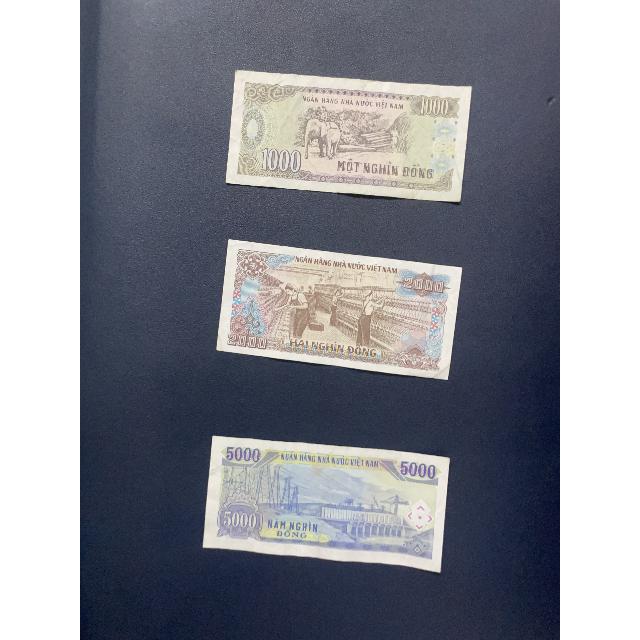 NGÂN HÀNG NHÀ NƯỚC VIỆT NAM
1000
1000
MỘT NGHÌN ĐỒNG
NGÂN HÀNG NHÀ NƯỚC VIỆT NAM
2000
2000
HAI NGHÌN ĐỒNG
5000
NGÂN HÀNG NHÀ NƯỚC VIỆT NAM
5000
5000
NĂM NGHÌN
ĐỒNG